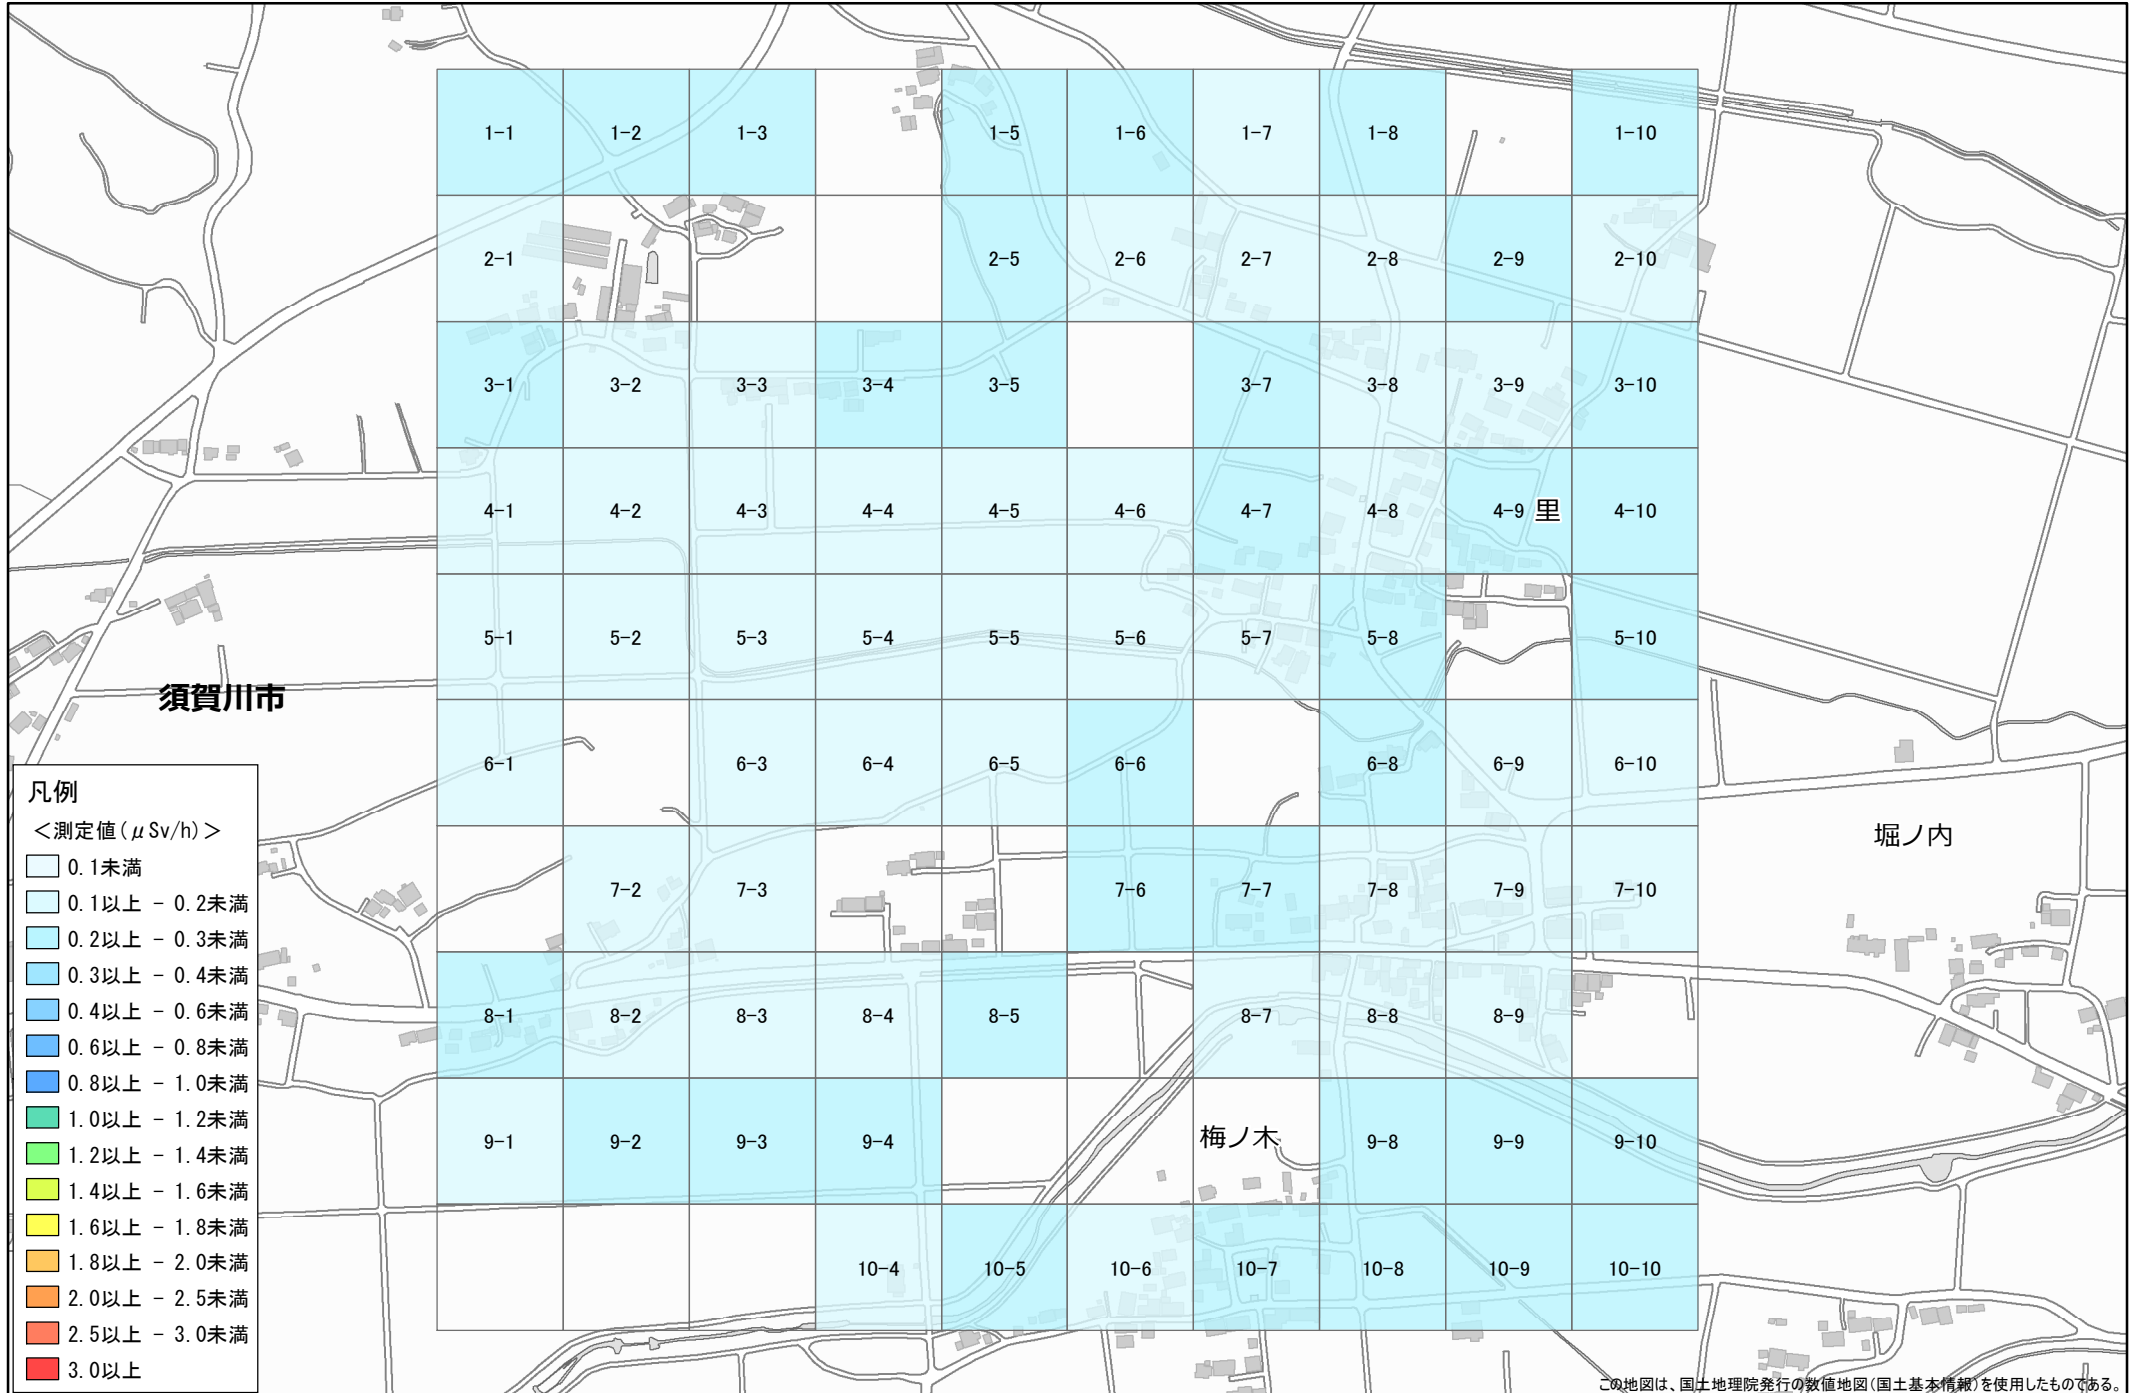 1-1 1-2 1-3 1-5 1-6 1-7 1-8 1-10
2-1 2-5 2-6 2-7 2-8 2-9 2-10
3-1 3-2 3-3 3-4 3-5 3-7 3-8 3-9 3-10
4-1 4-2 4-3 4-4 4-5 4-6 4-7 4-8 4-9 里 4-10
5-1 5-2 5-3 5-4 5-5 5-6 5-7 5-8 5-10
須賀川市
6-1 6-3 6-4 6-5 6-6 6-8 6-9 6-10
堀ノ内
7-2 7-3 7-6 7-7 7-8 7-9 7-10
8-1 8-2 8-3 8-4 8-5 8-7 8-8 8-9
9-1 9-2 9-3 9-4 梅ノ木 9-8 9-9 9-10
10-4 10-5 10-6 10-7 10-8 10-9 10-10
凡例
＜測定値(μSv/h)＞
0.1未満
0.1以上 - 0.2未満
0.2以上 - 0.3未満
0.3以上 - 0.4未満
0.4以上 - 0.6未満
0.6以上 - 0.8未満
0.8以上 - 1.0未満
1.0以上 - 1.2未満
1.2以上 - 1.4未満
1.4以上 - 1.6未満
1.6以上 - 1.8未満
1.8以上 - 2.0未満
2.0以上 - 2.5未満
2.5以上 - 3.0未満
3.0以上
この地図は、国土地理院発行の数値地図(国土基本情報)を使用したものである。